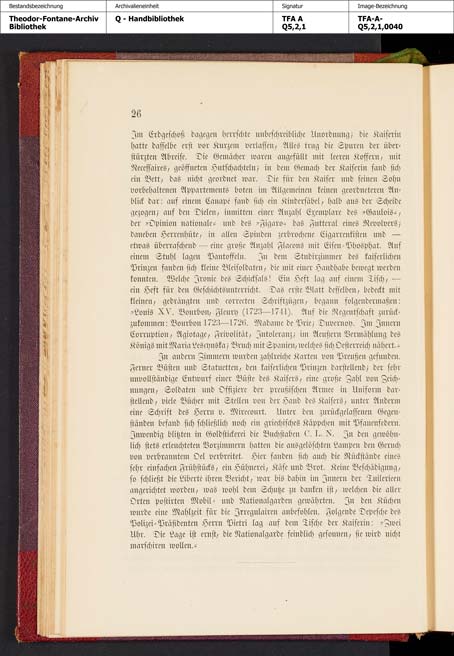 Bestandsbezeichnung
Archivalieneinheit
Signatur
Image-Bezeichnung
Theodor-Fontane-Archiv
Bibliothek
Q - Handbibliothek
TFA A
Q5,2,1
TFA-A-
Q5,2,1,0040
26
Im Erdgeschoß dagegen herrschte unbeschreibliche Unordnung; die Kaiserin
hatte dasselbe erst vor Kurzem verlassen, Alles trug die Spuren der über-
stürzten Abreise. Die Gemächer waren angefüllt mit leeren Koffern, mit
Necessaires, geöffneten Hutschachteln; in dem Gemach der Kaiserin fand sich
ein Bett, das nicht geordnet war. Die für den Kaiser und seinen Sohn
vorbehaltenen Appartements boten im Allgemeinen keinen geordneteren An-
blick dar: auf einem Canapé fand sich ein Kindersäbel, halb aus der Scheide
gezogen; auf den Dielen, inmitten einer Anzahl Exemplare des »Gaulois«,
der »Opinion nationale« und des »Figaro« das Futteral eines Revolvers;
daneben Herrenhüte, in allen Spinden zerbrochene Cigarrenkisten und —
etwas überraschend — eine große Anzahl Flacons mit Eisen-Phosphat. Auf
einem Stuhl lagen Pantoffeln. In dem Studirzimmer des kaiserlichen
Prinzen fanden sich kleine Bleisoldaten, die mit einer Handhabe bewegt werden
konnten. Welche Ironie des Schicksals! Ein Heft lag auf einem Tisch, —
ein Heft für den Geschichtsunterricht. Das erste Blatt desselben, bedeckt mit
kleinen, gedrängten und correcten Schriftzügen, begann folgendermaßen:
»Louis XV. Bourbon, Fleury (1723—1741). Auf die Regentschaft zurück-
zukommen: Bourbon 1723—1726. Madame de Prie; Duvernoy. Im Innern
Corruption, Agiotage, Frivolität, Intoleranz; im Aeußern Vermählung des
Königs mit Maria Lesczynska; Bruch mit Spanien, welches sich Oesterreich nähert.«
In andern Zimmern wurden zahlreiche Karten von Preußen gefunden.
Ferner Büsten und Statuetten, den kaiserlichen Prinzen darstellend; der sehr
unvollständige Entwurf einer Büste des Kaisers, eine große Zahl von Zeich-
nungen, Soldaten und Offiziere der preußischen Armee in Uniform dar-
stellend, viele Bücher mit Stellen von der Hand des Kaisers, unter Anderm
eine Schrift des Herrn v. Mirecourt. Unter den zurückgelassenen Gegen-
ständen befand sich schließlich noch ein griechisches Käppchen mit Pfauenfedern.
Inwendig blitzten in Goldstickerei die Buchstaben C. L. N. In den gewöhn-
lich stets erleuchteten Vorzimmern hatten die ausgelöschten Lampen den Geruch
von verbranntem Oel verbreitet. Hier fanden sich auch die Rückstände eines
sehr einfachen Frühstücks, ein Hühnerei, Käse und Brot. Keine Beschädigung,
so schließt die Liberté ihren Bericht, war bis dahin im Innern der Tuilerieen
angerichtet worden, was wohl dem Schutze zu danken ist, welchen die aller
Orten postirten Mobil- und Nationalgarden gewährten. In den Küchen
wurde eine Mahlzeit für die Irregulairen anbefohlen. Folgende Depesche des
Polizei-Präsidenten Herrn Pietri lag auf dem Tische der Kaiserin: »Zwei
Uhr. Die Lage ist ernst; die Nationalgarde feindlich gesonnen; sie wird nicht
marschiren wollen.«